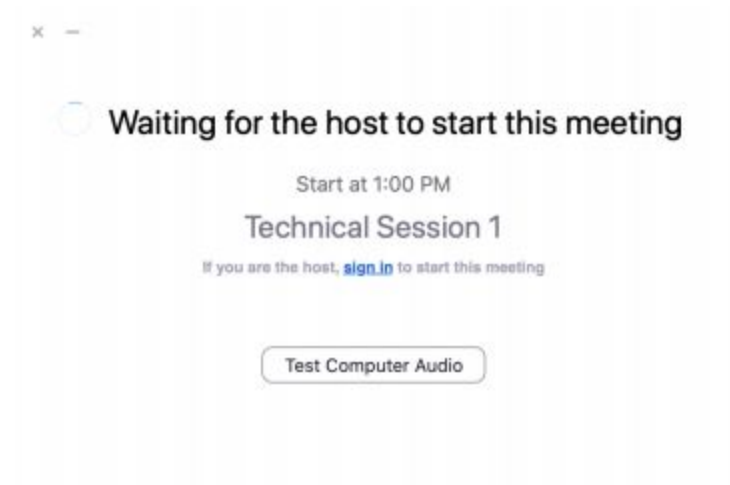 Waiting for the host to start this meeting
Start at 1:00 PM
Technical Session 1
If you are the host, sign in to start this meeting
Test Computer Audio